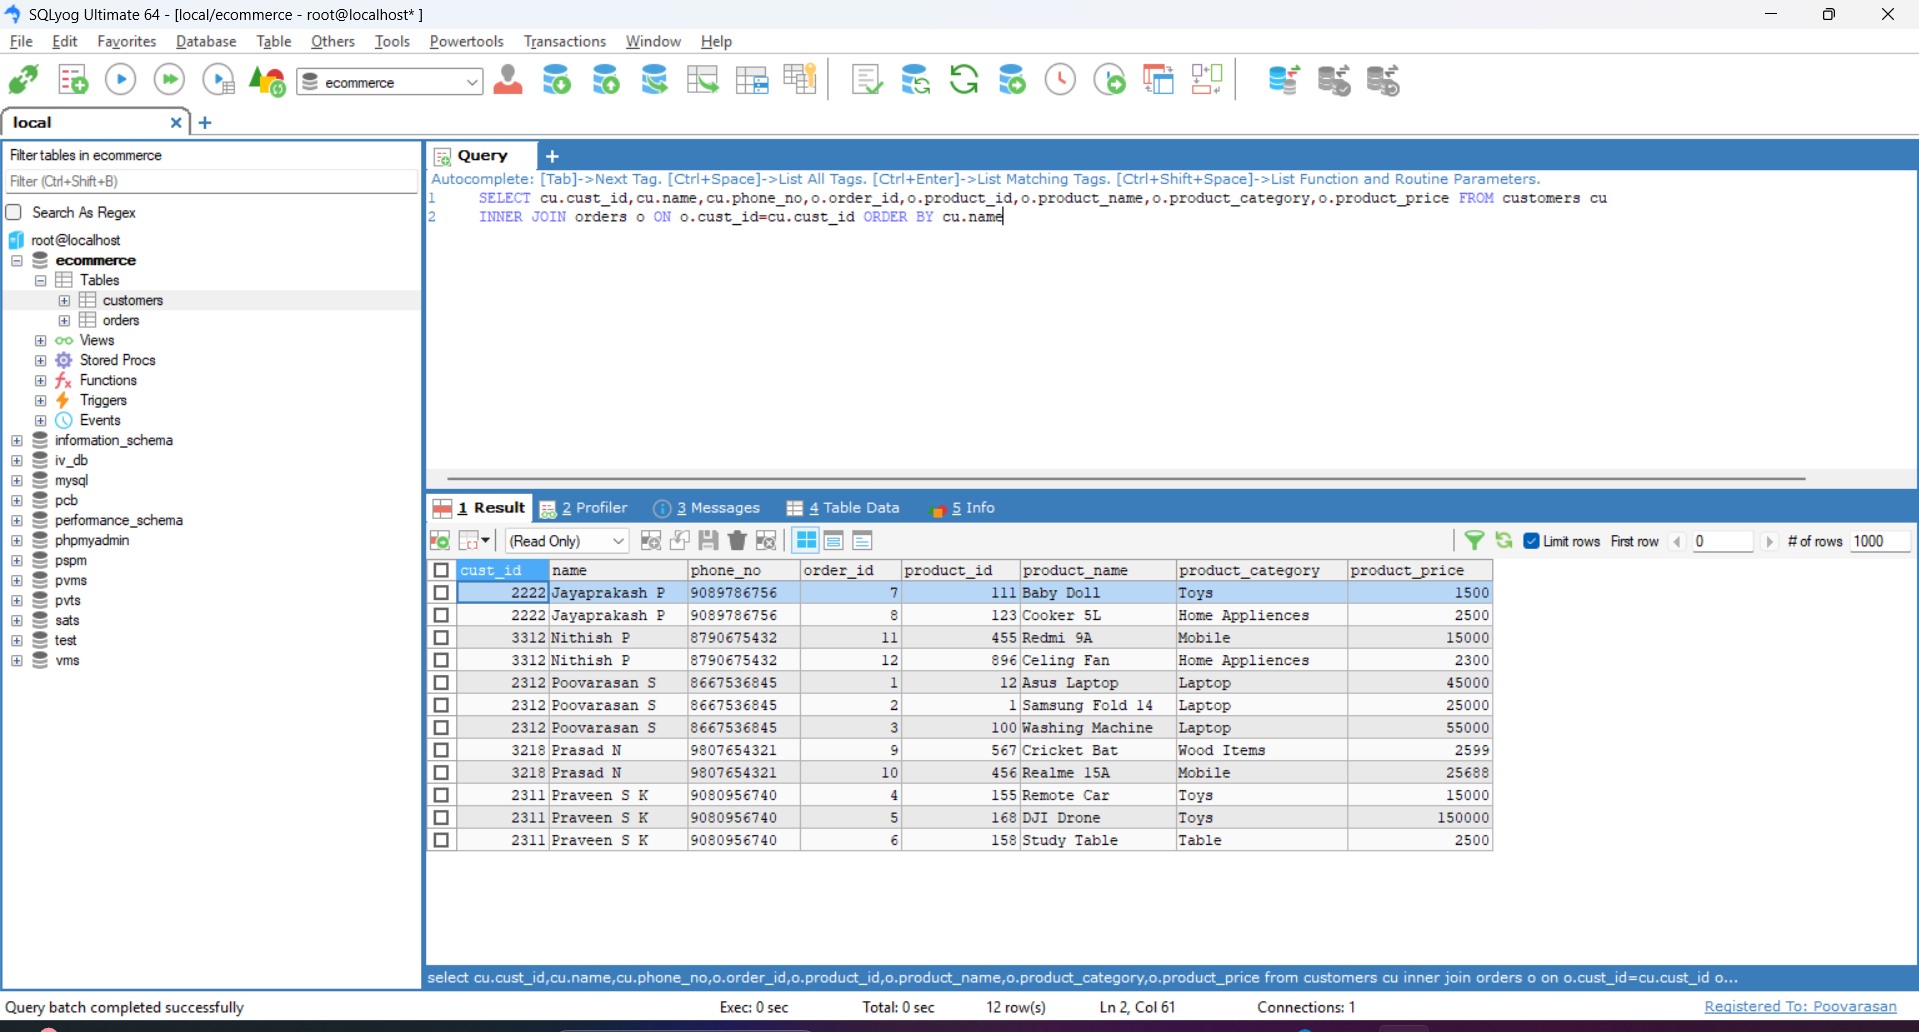 SQLyog Ultimate 64 - [local/ecommerce - root@localhost* ]
File Edit Favorites Database Table Others Tools Powertools Transactions Window Help
ecommerce
local
Filter tables in ecommerce
Filter (Ctrl+Shift+B)
Search As Regex
root@localhost
ecommerce
Tables
customers
orders
Views
Stored Procs
Functions
Triggers
Events
information_schema
iv_db
mysql
pcb
performance_schema
phpmyadmin
pspm
pvms
pvts
sats
test
vms
Query
Autocomplete: [Tab]->Next Tag. [Ctrl+Space]->List All Tags. [Ctrl+Enter]->List Matching Tags. [Ctrl+Shift+Space]->List Function and Routine Parameters.
1 SELECT cu.cust_id,cu.name,cu.phone_no,o.order_id,o.product_id,o.product_name,o.product_category,o.product_price FROM customers cu
2 INNER JOIN orders o ON o.cust_id=cu.cust_id ORDER BY cu.name
1 Result 2 Profiler 3 Messages 4 Table Data 5 Info
(Read Only) Limit rows First row 0 # of rows 1000
cust_id name phone_no order_id product_id product_name product_category product_price
2222 Jayaprakash P 9089786756 7 111 Baby Doll Toys 1500
2222 Jayaprakash P 9089786756 8 123 Cooker 5L Home Appliences 2500
3312 Nithish P 8790675432 11 455 Redmi 9A Mobile 15000
3312 Nithish P 8790675432 12 896 Celing Fan Home Appliences 2300
2312 Poovarasan S 8667536845 1 12 Asus Laptop Laptop 45000
2312 Poovarasan S 8667536845 2 1 Samsung Fold 14 Laptop 25000
2312 Poovarasan S 8667536845 3 100 Washing Machine Laptop 55000
3218 Prasad N 9807654321 9 567 Cricket Bat Wood Items 2599
3218 Prasad N 9807654321 10 456 Realme 15A Mobile 25688
2311 Praveen S K 9080956740 4 155 Remote Car Toys 15000
2311 Praveen S K 9080956740 5 168 DJI Drone Toys 150000
2311 Praveen S K 9080956740 6 158 Study Table Table 2500
select cu.cust_id,cu.name,cu.phone_no,o.order_id,o.product_id,o.product_name,o.product_category,o.product_price from customers cu inner join orders o on o.cust_id=cu.cust_id o...
Query batch completed successfully Exec: 0 sec Total: 0 sec 12 row(s) Ln 2, Col 61 Connections: 1 Registered To: Poovarasan